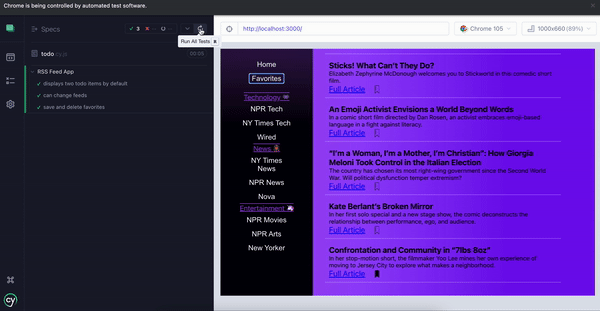 Chrome is being controlled by automated test software.
Specs
3
--
Run All Tests
todo.cy.js
00:05
RSS Feed App
displays two todo items by default
can change feeds
save and delete favorites
cy
http://localhost:3000/
Chrome 105
1000x660 (89%)
Home
Favorites
Technology
NPR Tech
NY Times Tech
Wired
News
NY Times
News
NPR News
Nova
Entertainment
NPR Movies
NPR Arts
New Yorker
Sticks! What Can't They Do?
Elizabeth Zephyrine McDonough welcomes you to Stickworld in the comedic short
film.
Full Article
An Emoji Activist Envisions a World Beyond Words
In a comic short film directed by Dan Rosen, an activist embraces emoji-based
language in a fight against literacy.
Full Article
"I'm a Woman, I'm a Mother, I'm Christian": How Giorgia
Meloni Took Control in the Italian Election
The country has chosen its most right-wing government since the Second World
War. Will political dysfunction temper extremism?
Full Article
Kate Berlant's Broken Mirror
In her first solo special and a new stage show, the comic deconstructs the
relationship between performance, ego, and audience.
Full Article
Confrontation and Community in "7lbs 8oz"
In her stop-motion short, the filmmaker Yoo Lee mines her own experience of
moving to Jersey City to explore what makes a neighborhood.
Full Article